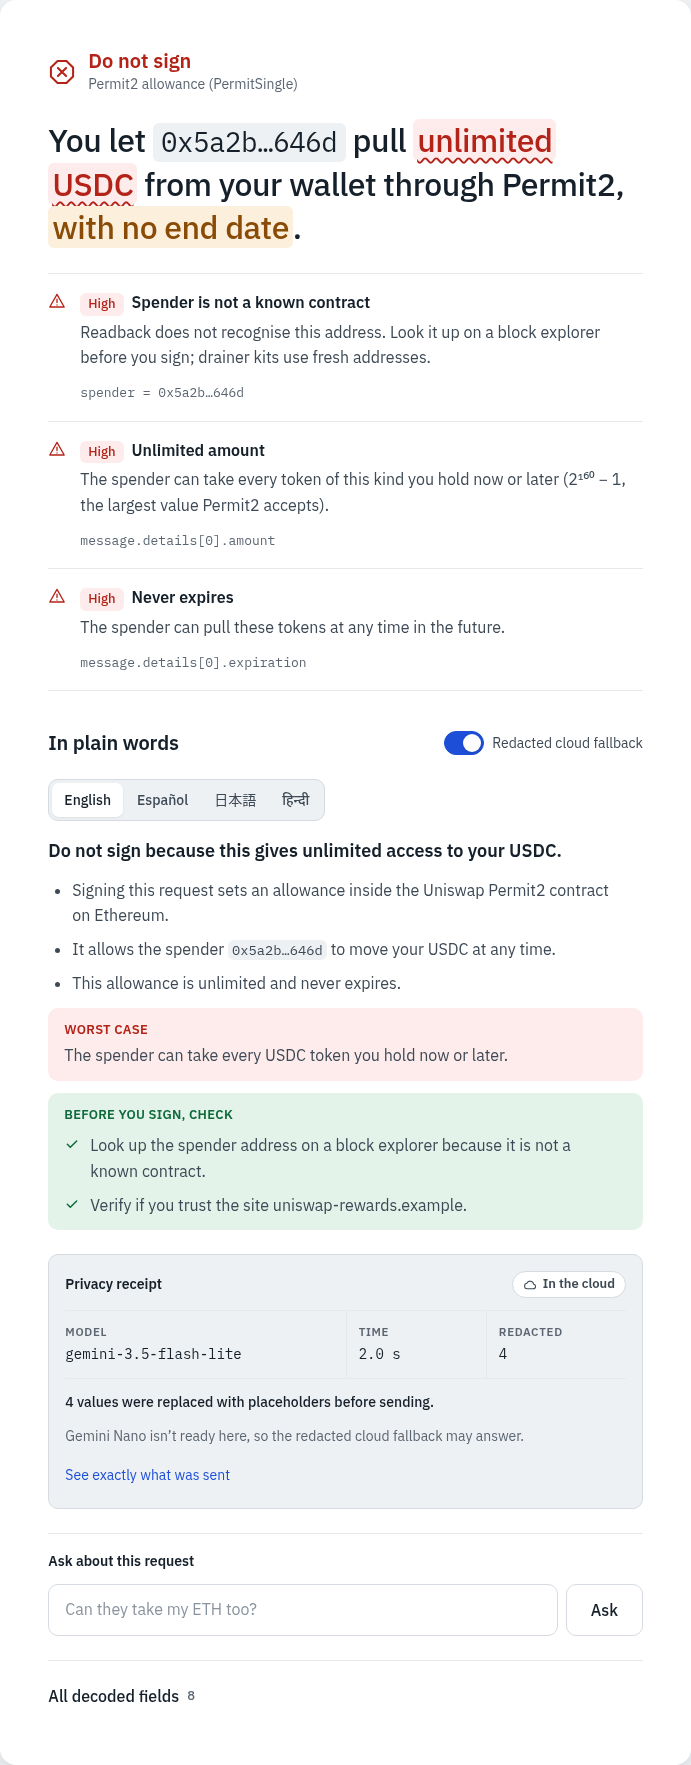 Do not sign
Permit2 allowance (PermitSingle)
You let 0x5a2b…646d pull unlimited
USDC from your wallet through Permit2,
with no end date.
High Spender is not a known contract
Readback does not recognise this address. Look it up on a block explorer
before you sign; drainer kits use fresh addresses.
spender = 0x5a2b…646d
High Unlimited amount
The spender can take every token of this kind you hold now or later (2¹⁶⁰ − 1,
the largest value Permit2 accepts).
message.details[0].amount
High Never expires
The spender can pull these tokens at any time in the future.
message.details[0].expiration
In plain words
Redacted cloud fallback
English Español 日本語 हिन्दी
Do not sign because this gives unlimited access to your USDC.
• Signing this request sets an allowance inside the Uniswap Permit2 contract
on Ethereum.
• It allows the spender 0x5a2b…646d to move your USDC at any time.
• This allowance is unlimited and never expires.
WORST CASE
The spender can take every USDC token you hold now or later.
BEFORE YOU SIGN, CHECK
Look up the spender address on a block explorer because it is not a
known contract.
Verify if you trust the site uniswap-rewards.example.
Privacy receipt
In the cloud
MODEL TIME REDACTED
gemini-3.5-flash-lite 2.0 s 4
4 values were replaced with placeholders before sending.
Gemini Nano isn’t ready here, so the redacted cloud fallback may answer.
See exactly what was sent
Ask about this request
Can they take my ETH too?
Ask
All decoded fields 8